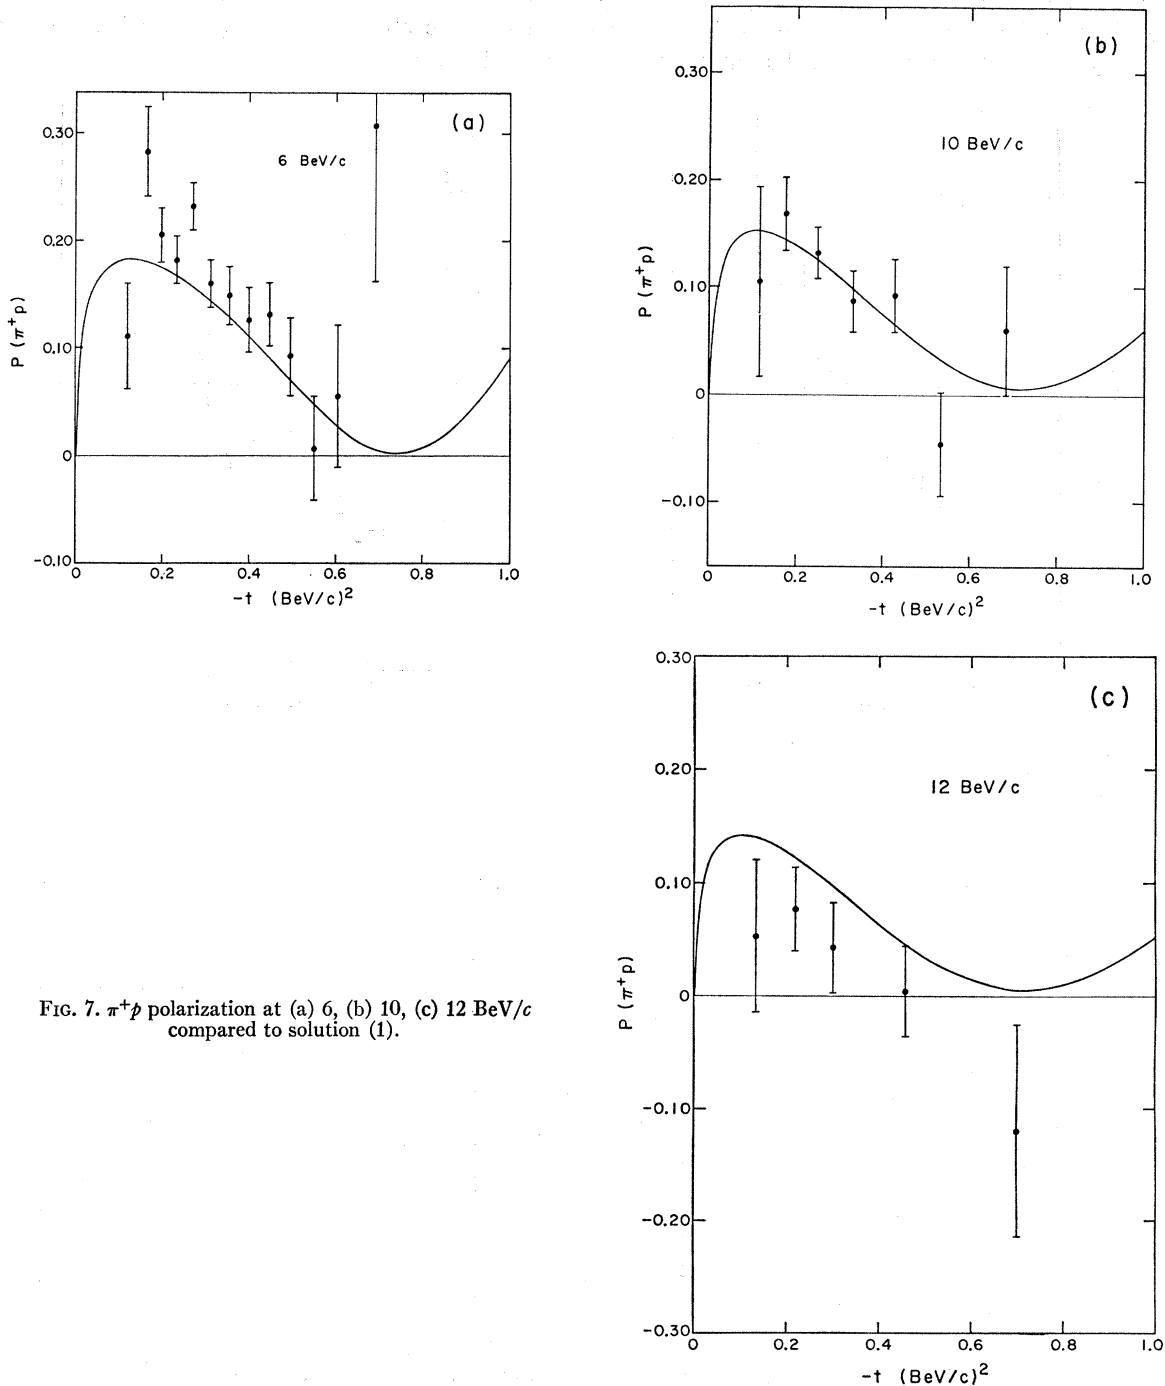 (a)
6 BeV/c
0.30
0.20
0.10
0
-0.10
P (π+p)
0
0.2
0.4
0.6
0.8
1.0
-t (BeV/c)2
(b)
10 BeV/c
0.30
0.20
0.10
0
-0.10
P (π+p)
0
0.2
0.4
0.6
0.8
1.0
-t (BeV/c)2
(c)
12 BeV/c
0.30
0.20
0.10
0
-0.10
-0.20
-0.30
P (π+p)
0
0.2
0.4
0.6
0.8
1.0
-t (BeV/c)2
FIG. 7. π+p polarization at (a) 6, (b) 10, (c) 12 BeV/c
compared to solution (1).